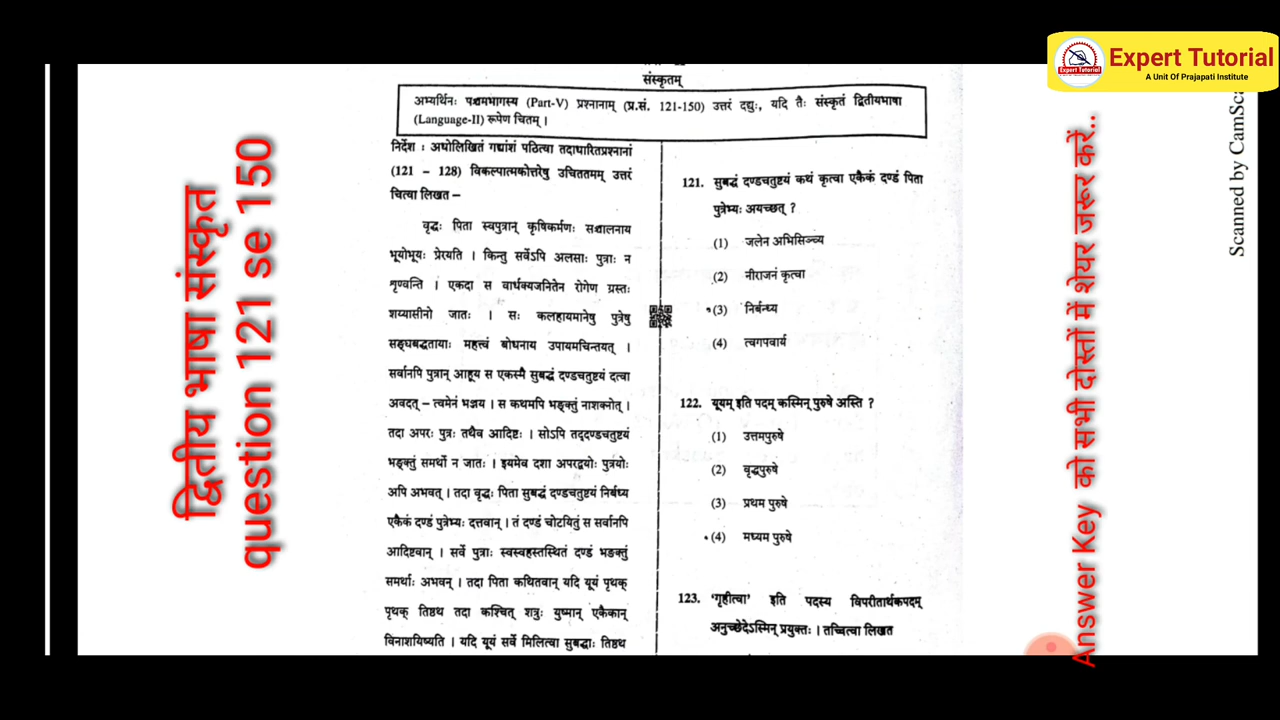 Expert Tutorial
A Unit Of Prajapati Institute
Expert Tutorial
द्वितीय भाषा संस्कृत
question 121 se 150
संस्कृतम्
अभ्यर्थिनः पञ्चमभागस्य (Part-V) प्रश्नानाम् (प्र.सं. 121-150) उत्तरं दद्युः, यदि तैः संस्कृतं द्वितीयभाषा
(Language-II) रूपेण चितम् ।
निर्देश : अधोलिखितं गद्यांशं पठित्वा तदाधारितप्रश्नानां
(121 – 128) विकल्पात्मकोत्तरेषु उचिततमम् उत्तरं
चित्वा लिखत –
वृद्धः पिता स्वपुत्रान् कृषिकर्मणः सञ्चालनाय
भूयोभूयः प्रेरयति । किन्तु सर्वेऽपि अलसाः पुत्राः न
शृण्वन्ति । एकदा स वार्धक्यजनितेन रोगेण ग्रस्तः
शय्यासीनो जातः । सः कलहायमानेषु पुत्रेषु
सङ्घबद्धतायाः महत्त्वं बोधनाय उपायमचिन्तयत् ।
सर्वानपि पुत्रान् आहूय स एकस्मै सुबद्धं दण्डचतुष्टयं दत्वा
अवदत् – त्वमेनं भञ्जय । स कथमपि भङ्क्तुं नाशक्नोत् ।
तदा अपरः पुत्रः तथैव आदिष्टः । सोऽपि तद्दण्डचतुष्टयं
भङ्क्तुं समर्थो न जातः । इयमेव दशा अपरद्वयोः पुत्रयोः
अपि अभवत् । तदा वृद्धः पिता सुबद्धं दण्डचतुष्टयं निर्बध्य
एकैकं दण्डं पुत्रेभ्यः दत्तवान् । तं दण्डं चोटयितुं स सर्वानपि
आदिष्टवान् । सर्वे पुत्राः स्वस्वहस्तस्थितं दण्डं भङक्तुं
समर्थाः अभवन् । तदा पिता कथितवान् यदि यूयं पृथक्
पृथक् तिष्ठथ तदा कश्चित् शत्रुः युष्मान् एकैकान्
विनाशयिष्यति । यदि यूयं सर्वे मिलित्वा सुबद्धाः तिष्ठथ
121. सुबद्धं दण्डचतुष्टयं कथं कृत्वा एकैकं दण्डं पिता
पुत्रेभ्यः अयच्छत् ?
(1) जलेन अभिसिञ्च्य
(2) नीराजनं कृत्वा
(3) निर्बन्ध्य
(4) त्वगपवार्य
122. यूयम् इति पदम् कस्मिन् पुरुषे अस्ति ?
(1) उत्तमपुरुषे
(2) वृद्धपुरुषे
(3) प्रथम पुरुषे
(4) मध्यम पुरुषे
123. 'गृहीत्वा' इति पदस्य विपरीतार्थकपदम्
अनुच्छेदेऽस्मिन् प्रयुक्तः । तच्चित्वा लिखत
Answer Key को सभी दोस्तों में शेयर जरूर करें..
Scanned by CamSca